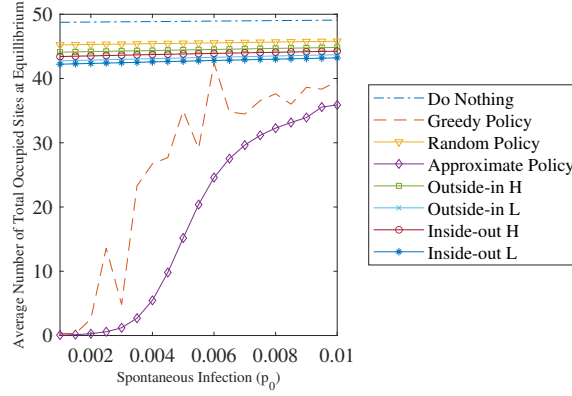 Average Number of Total Occupied Sites at Equillibrium
50
40
30
20
10
0
0.002
0.004
0.006
0.008
0.01
Spontaneous Infection (p0)
Do Nothing
Greedy Policy
Random Policy
Approximate Policy
Outside-in H
Outside-in L
Inside-out H
Inside-out L